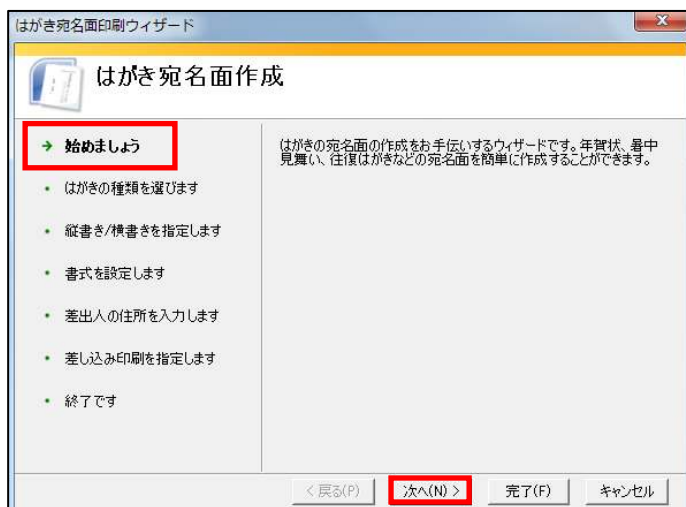 はがき宛名面印刷ウィザード
はがき宛名面作成
→ 始めましょう
はがきの宛名面の作成をお手伝いするウィザードです。年賀状、暑中
見舞い、往復はがきなどの宛名面を簡単に作成することができます。
• はがきの種類を選びます
• 縦書き/横書きを指定します
• 書式を設定します
• 差出人の住所を入力します
• 差し込み印刷を指定します
• 終了です
< 戻る(P)
次へ(N) >
完了(F)
キャンセル